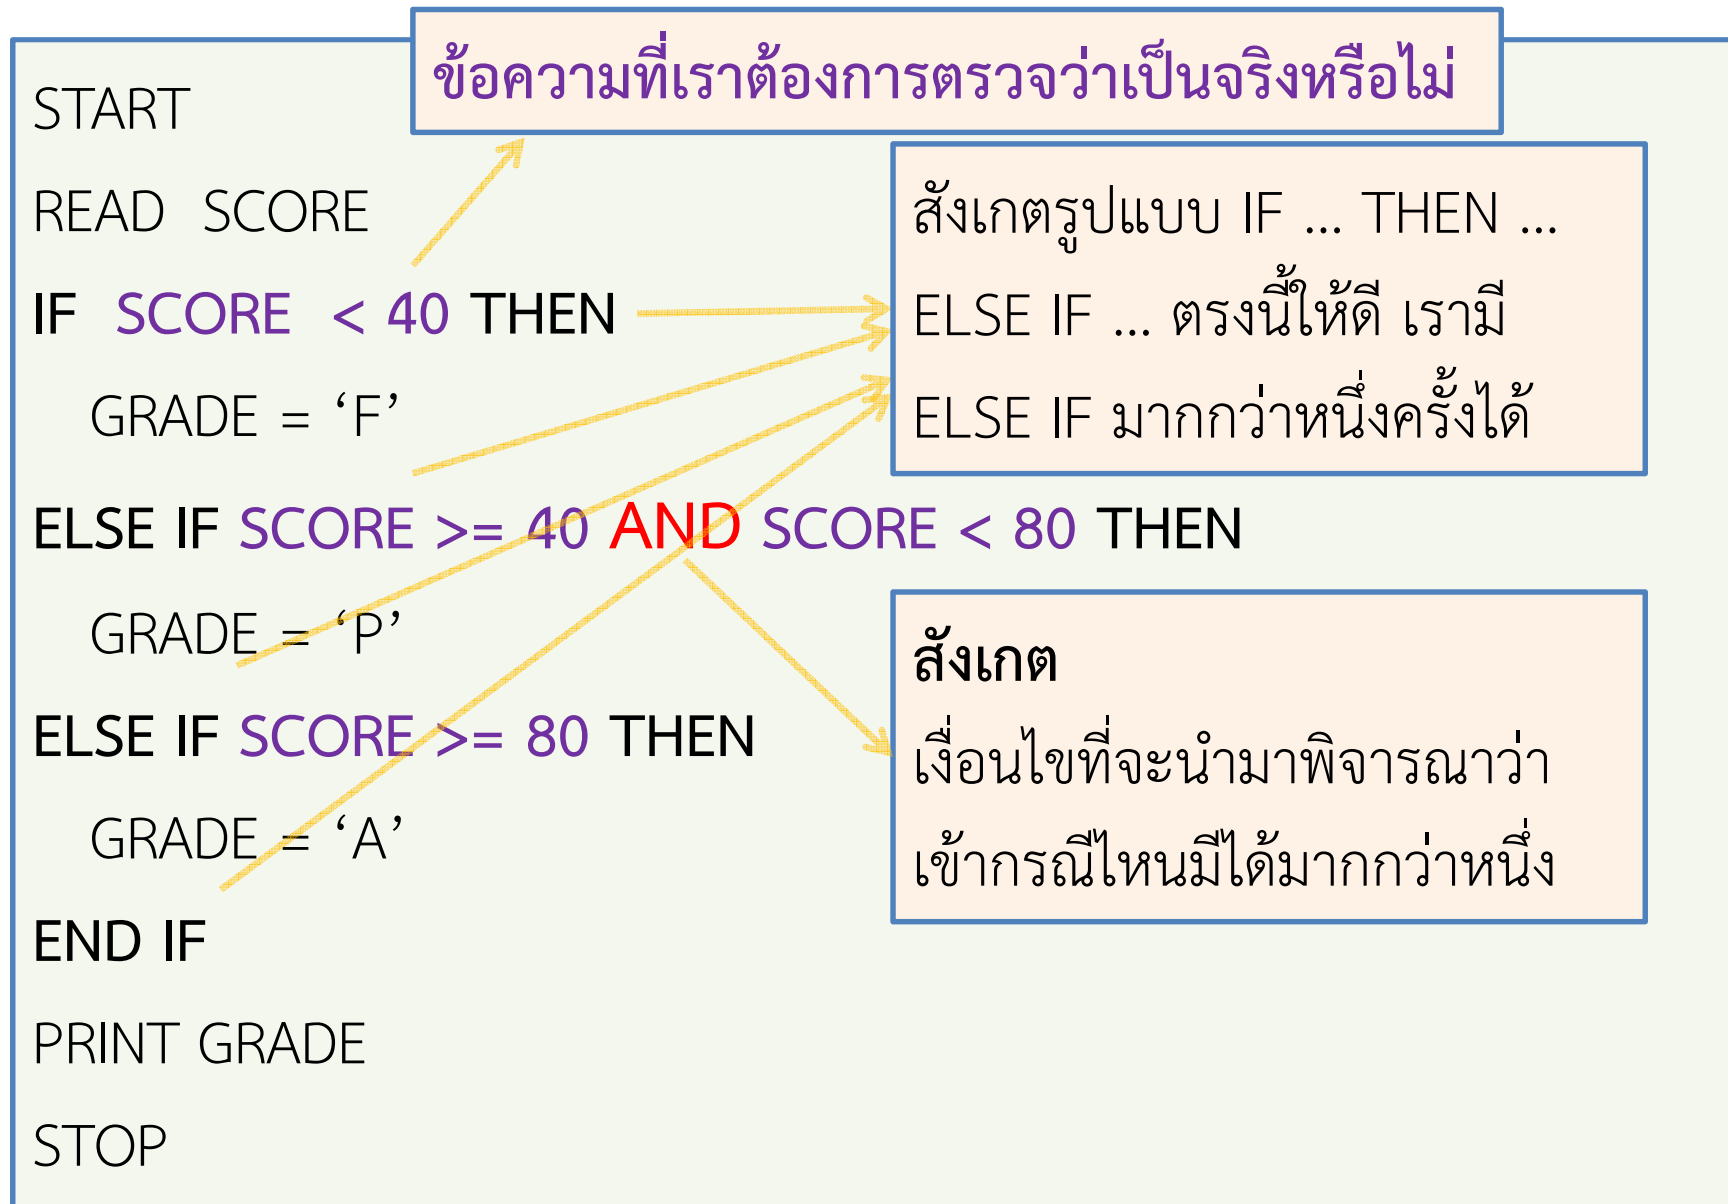 ข้อความที่เราต้องการตรวจว่าเป็นจริงหรือไม่
START
READ SCORE
IF SCORE < 40 THEN
GRADE = ‘F’
ELSE IF SCORE >= 40 AND SCORE < 80 THEN
GRADE = ‘P’
ELSE IF SCORE >= 80 THEN
GRADE = ‘A’
END IF
PRINT GRADE
STOP
สังเกตรูปแบบ IF ... THEN ...
ELSE IF ... ตรงนี้ให้ดี เรามี
ELSE IF มากกว่าหนึ่งครั้งได้
สังเกต
เงื่อนไขที่จะนำมาพิจารณาว่า
เข้ากรณีไหนมีได้มากกว่าหนึ่ง